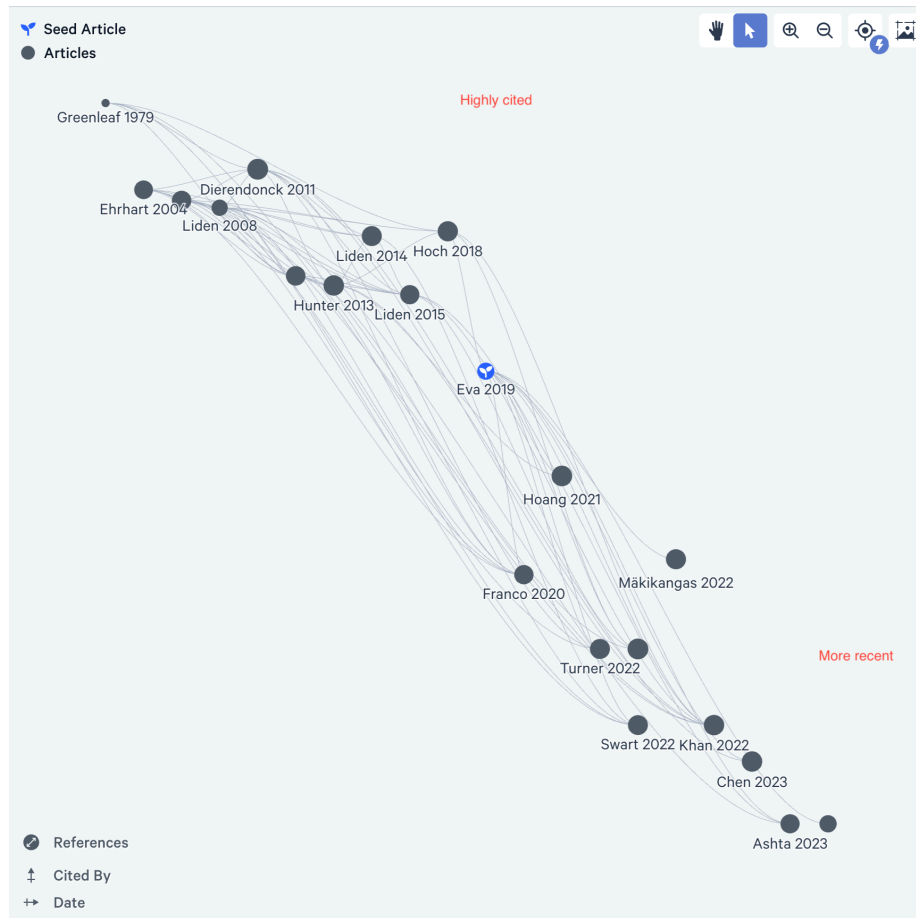 Seed Article
Articles
Highly cited
Greenleaf 1979
Dierendonck 2011
Ehrhart 2004
Liden 2008
Liden 2014
Hoch 2018
Hunter 2013
Liden 2015
Eva 2019
Hoang 2021
Mäkikangas 2022
Franco 2020
More recent
Turner 2022
Swart 2022
Khan 2022
Chen 2023
Ashta 2023
References
Cited By
Date